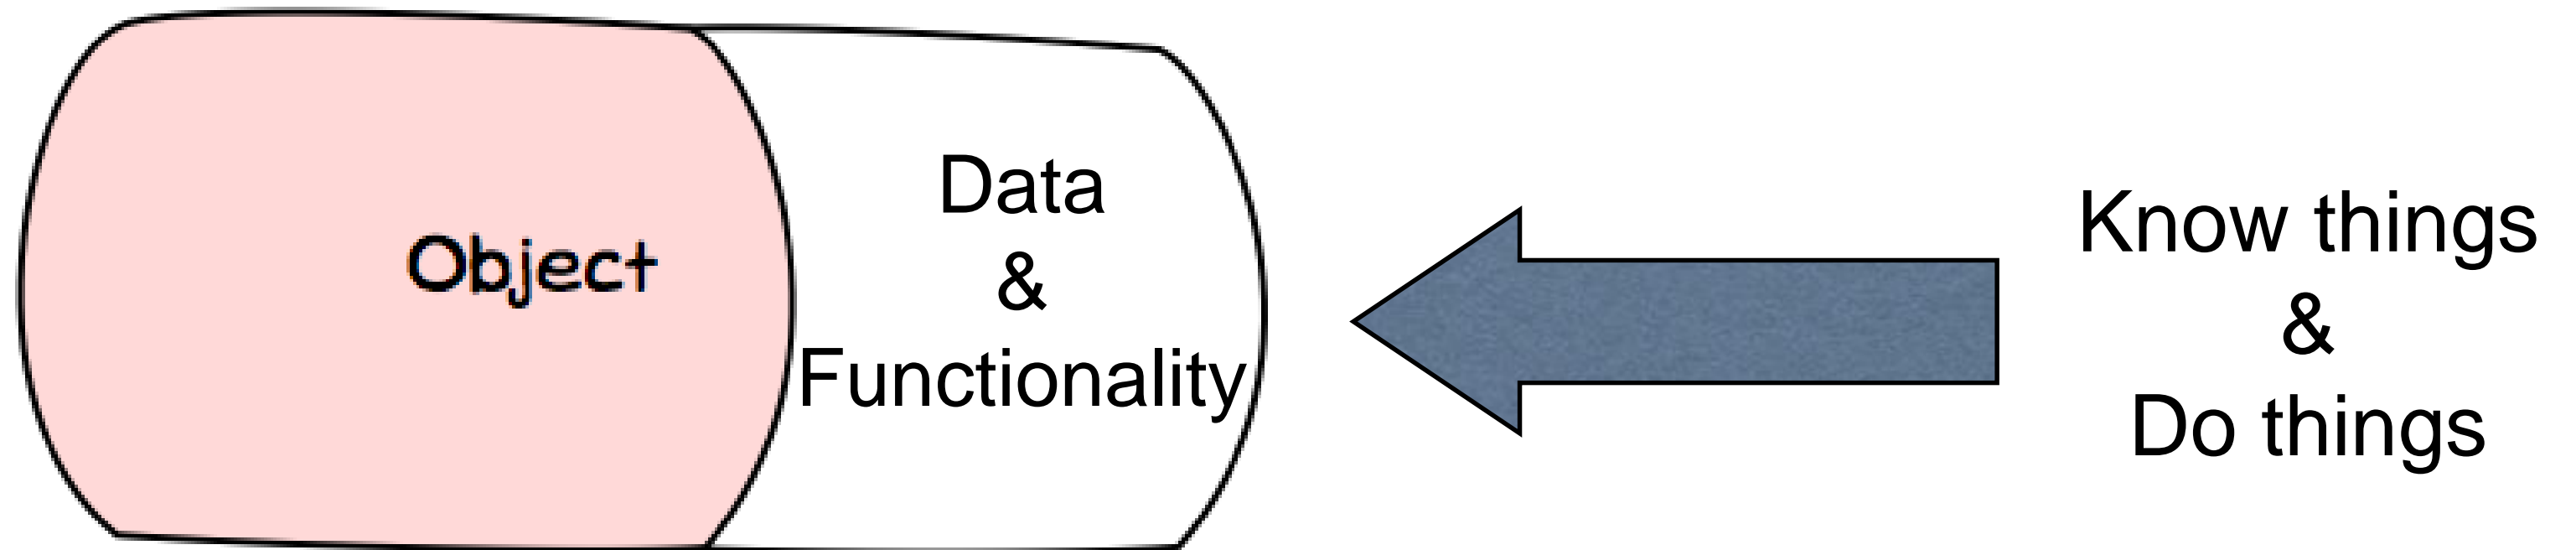 Object
Data
&
Functionality
Know things
&
Do things